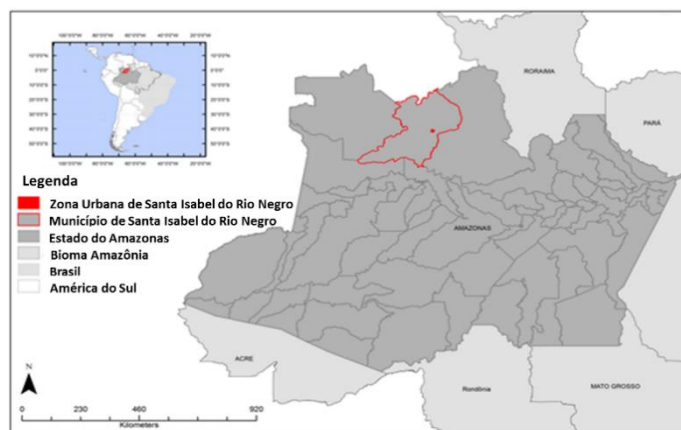 RORAIMA
PARÁ
AMAZONAS
ACRE
Rondônia
MATO GROSSO
Legenda
Zona Urbana de Santa Isabel do Rio Negro
Município de Santa Isabel do Rio Negro
Estado do Amazonas
Bioma Amazônia
Brasil
América do Sul
N
0 230 460 920
Kilometers